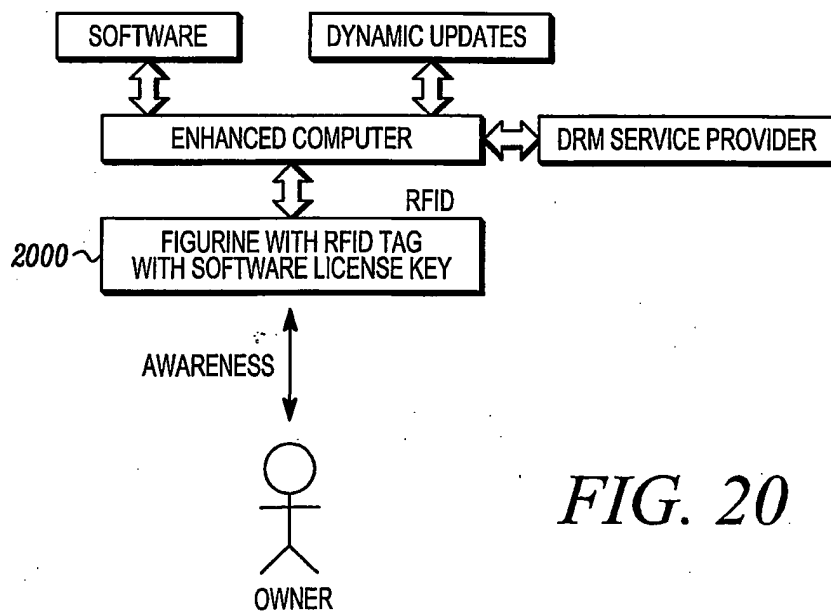 SOFTWARE
DYNAMIC UPDATES
ENHANCED COMPUTER
DRM SERVICE PROVIDER
RFID
2000
FIGURINE WITH RFID TAG
WITH SOFTWARE LICENSE KEY
AWARENESS
OWNER
FIG. 20